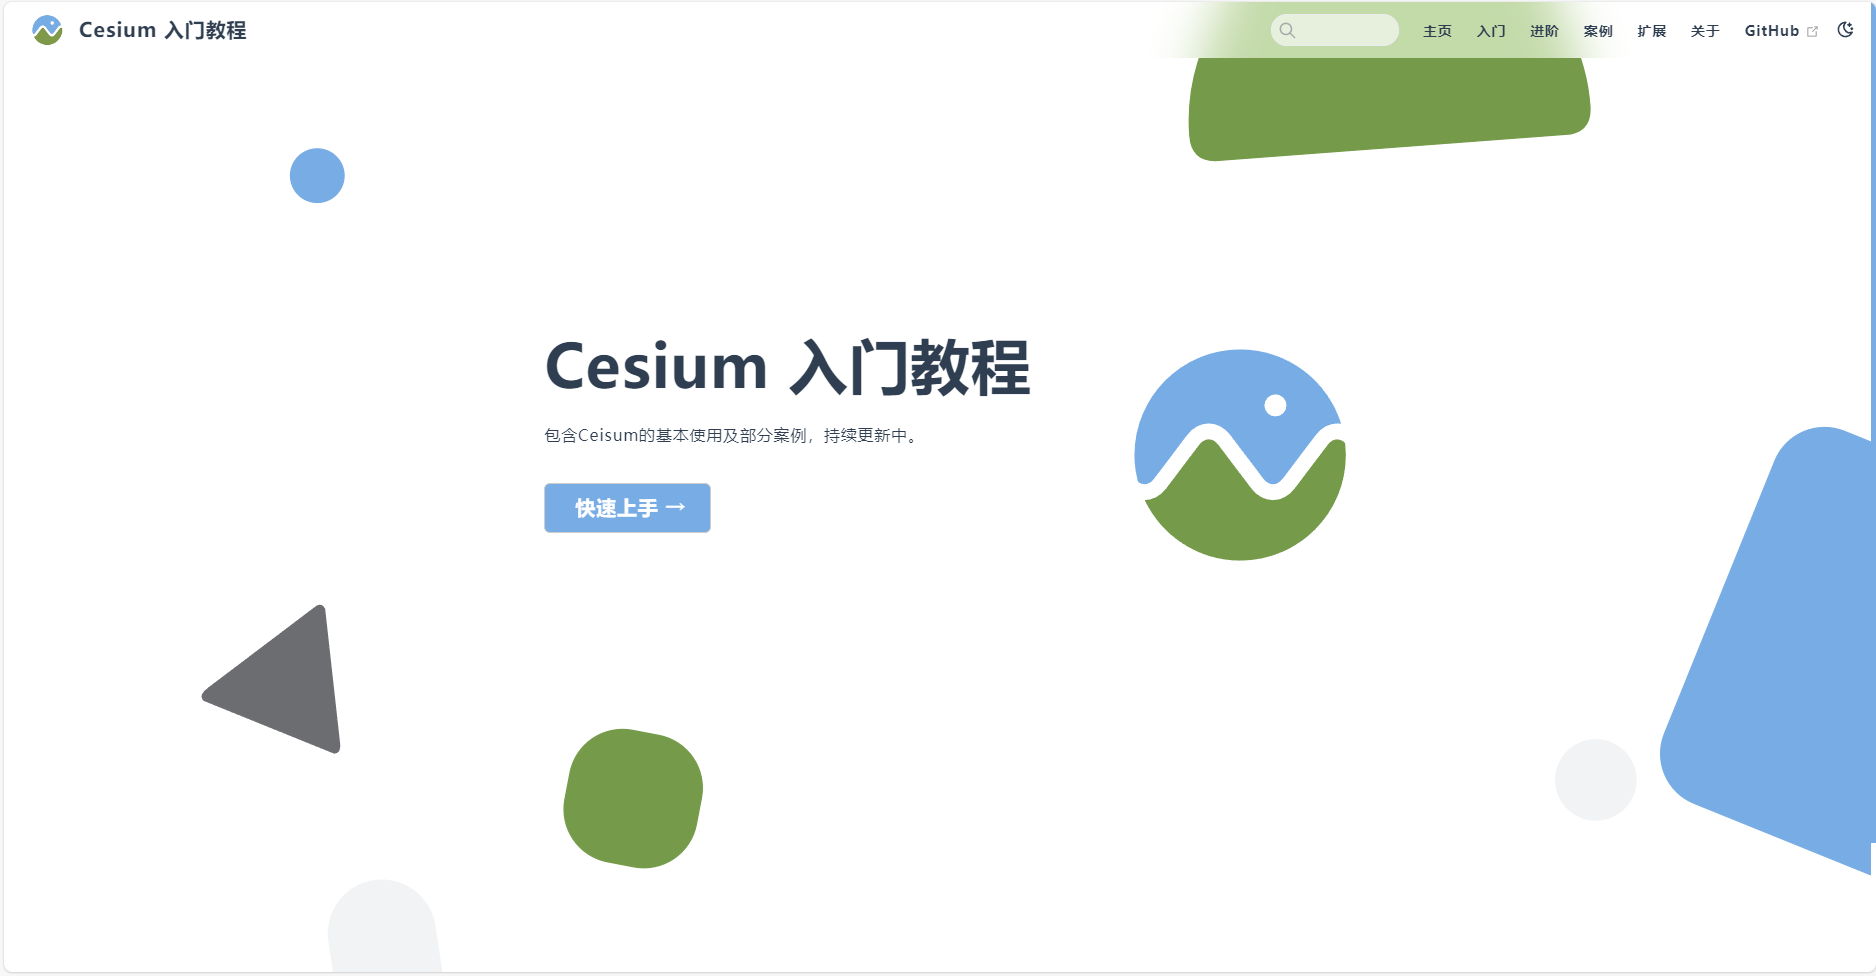 Cesium 入门教程
主页 入门 进阶 案例 扩展 关于 GitHub
Cesium 入门教程
包含Ceisum的基本使用及部分案例，持续更新中。
快速上手 →